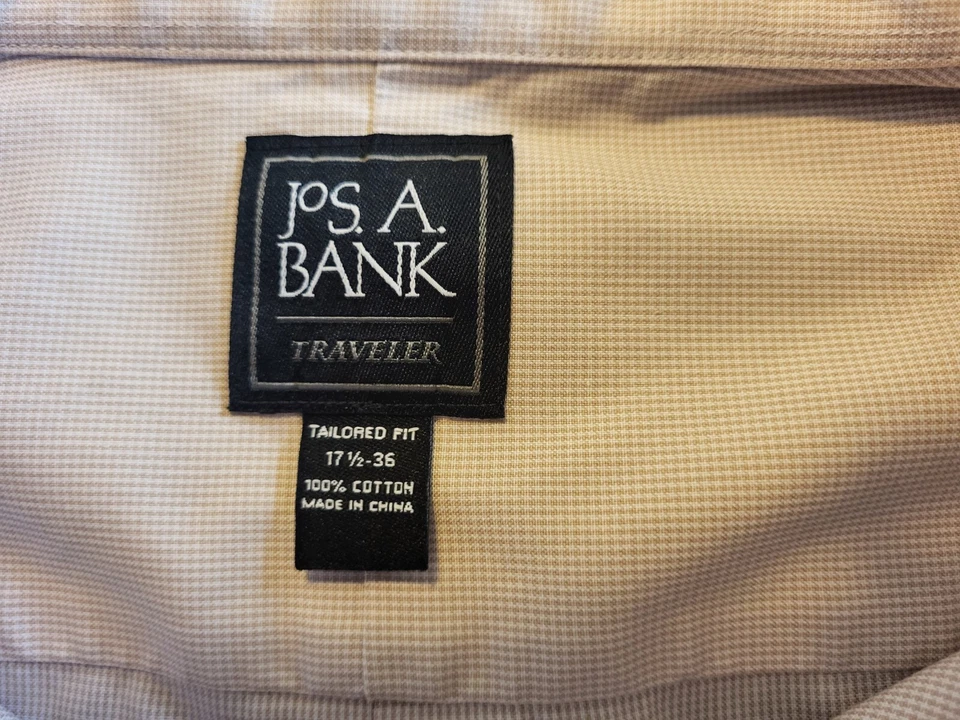 JoS. A.
BANK
TRAVELER
TAILORED FIT
17 ½-36
100% COTTON
MADE IN CHINA